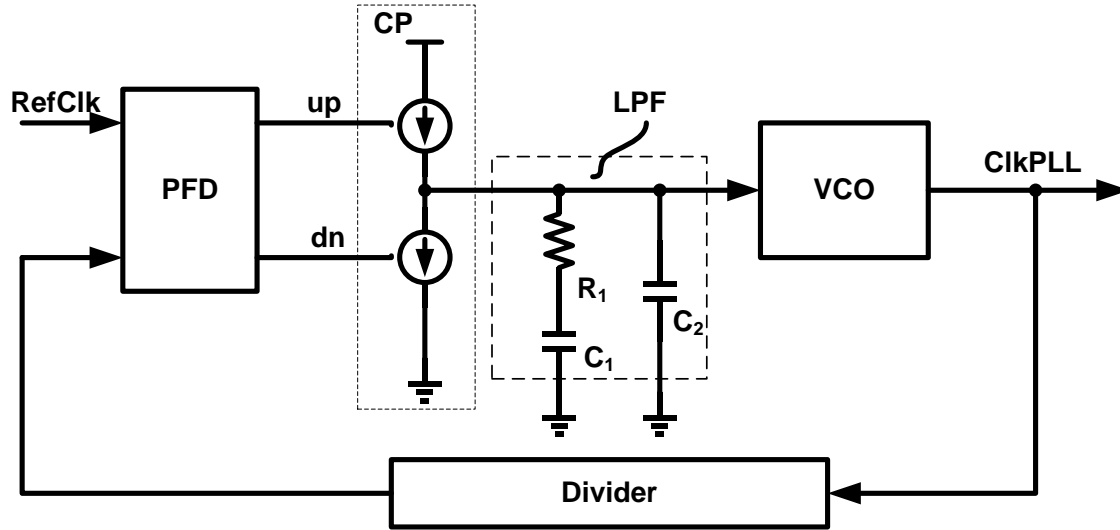 CP
RefClk
up
LPF
PFD
VCO
ClkPLL
dn
R₁
C₂
C₁
Divider